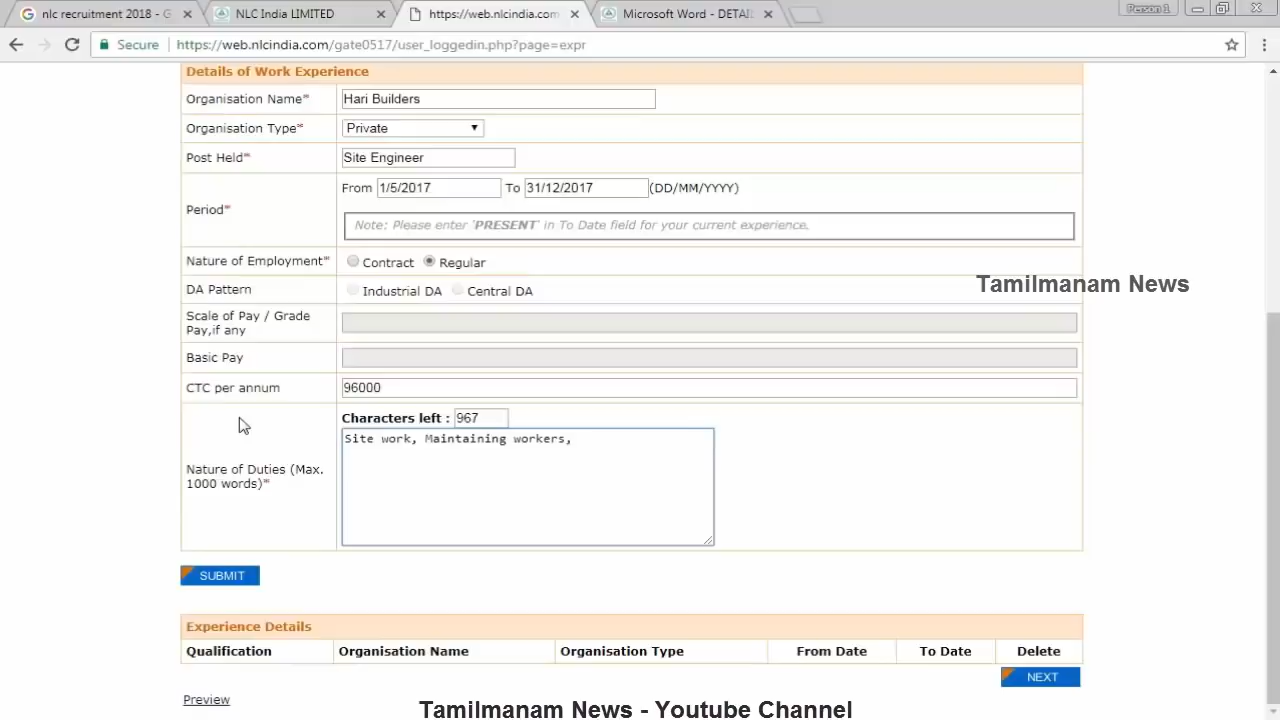 nlc recruitment 2018 - G
NLC India LIMITED
https://web.nlcindia.com
Microsoft Word - DETAIL
Person 1
Secure
https://web.nlcindia.com/gate0517/user_loggedin.php?page=expr
Details of Work Experience
Organisation Name* Hari Builders
Organisation Type* Private
Post Held* Site Engineer
From 1/5/2017 To 31/12/2017 (DD/MM/YYYY)
Period*
Note: Please enter 'PRESENT' in To Date field for your current experience.
Nature of Employment* Contract Regular
DA Pattern Industrial DA Central DA
Tamilmanam News
Scale of Pay / Grade
Pay,if any
Basic Pay
CTC per annum 96000
Characters left : 967
Site work, Maintaining workers,
Nature of Duties (Max.
1000 words)*
SUBMIT
Experience Details
Qualification Organisation Name Organisation Type From Date To Date Delete
NEXT
Preview
Tamilmanam News - Youtube Channel